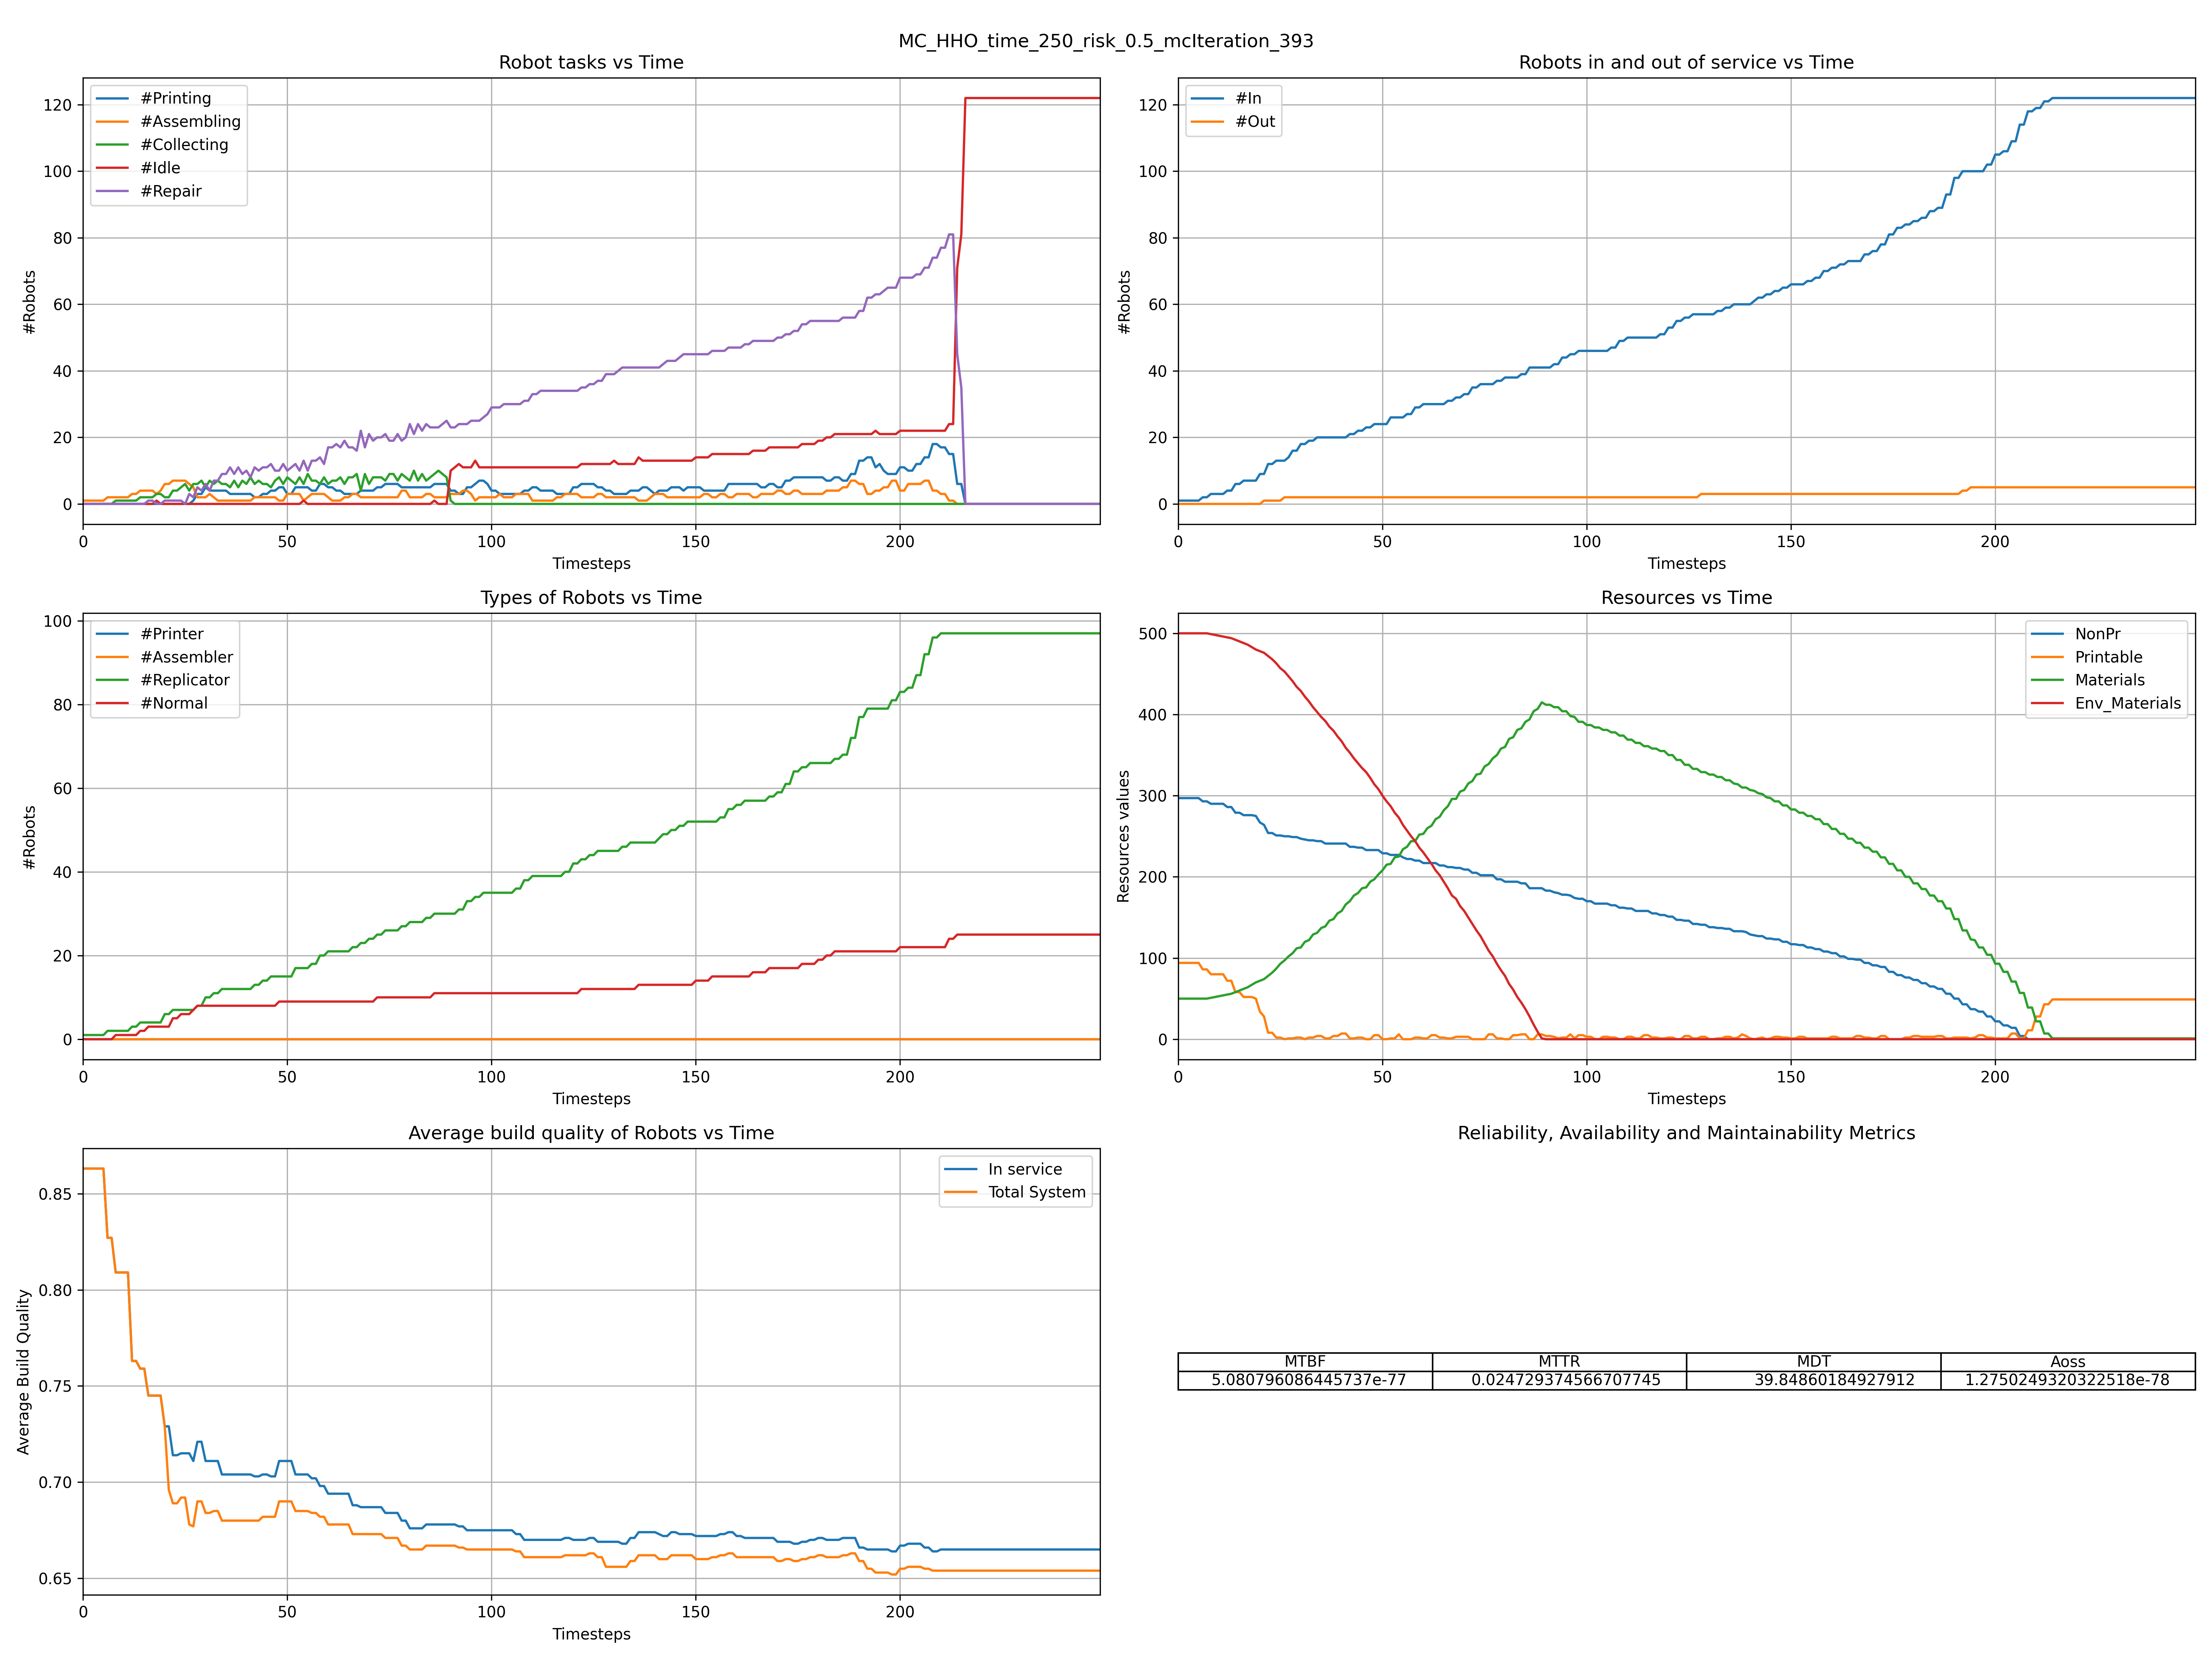 MC_HHO_time_250_risk_0.5_mcIteration_393
Robot tasks vs Time
#Printing
#Assembling
#Collecting
#Idle
#Repair
120
100
80
60
40
20
0
#Robots
0 50 100 150 200
Timesteps
Robots in and out of service vs Time
#In
#Out
120
100
80
60
40
20
0
#Robots
0 50 100 150 200
Timesteps
Types of Robots vs Time
#Printer
#Assembler
#Replicator
#Normal
100
80
60
40
20
0
#Robots
0 50 100 150 200
Timesteps
Resources vs Time
NonPr
Printable
Materials
Env_Materials
500
400
300
200
100
0
Resources values
0 50 100 150 200
Timesteps
Average build quality of Robots vs Time
In service
Total System
0.85
0.80
0.75
0.70
0.65
Average Build Quality
0 50 100 150 200
Timesteps
Reliability, Availability and Maintainability Metrics
MTBF MTTR MDT Aoss
5.080796086445737e-77 0.024729374566707745 39.84860184927912 1.2750249320322518e-78